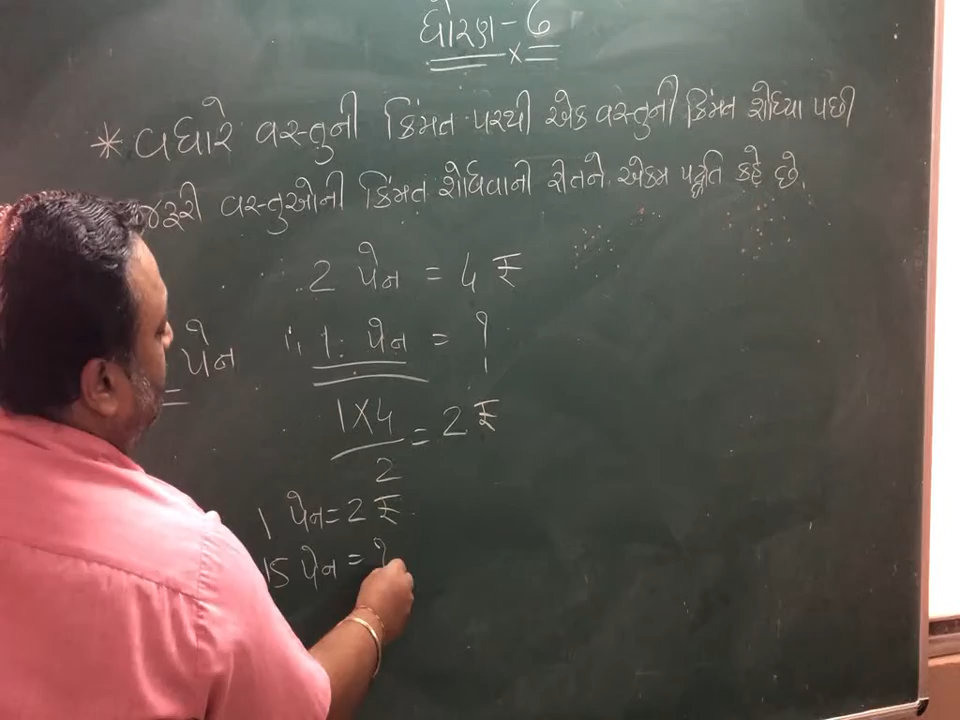 ધોરણ - 6
×
* વધારે વસ્તુની કિંમત પરથી એક વસ્તુની કિંમત શોધ્યા પછી
જરૂરી વસ્તુઓની કિંમત શોધવાની રીતને એકમ પદ્ધતિ કહે છે.
2 પેન = 4 ₹
પેન
∴ 1 પેન = ?
1×4
= 2 ₹
2
1 પેન = 2 ₹
15 પેન = ?